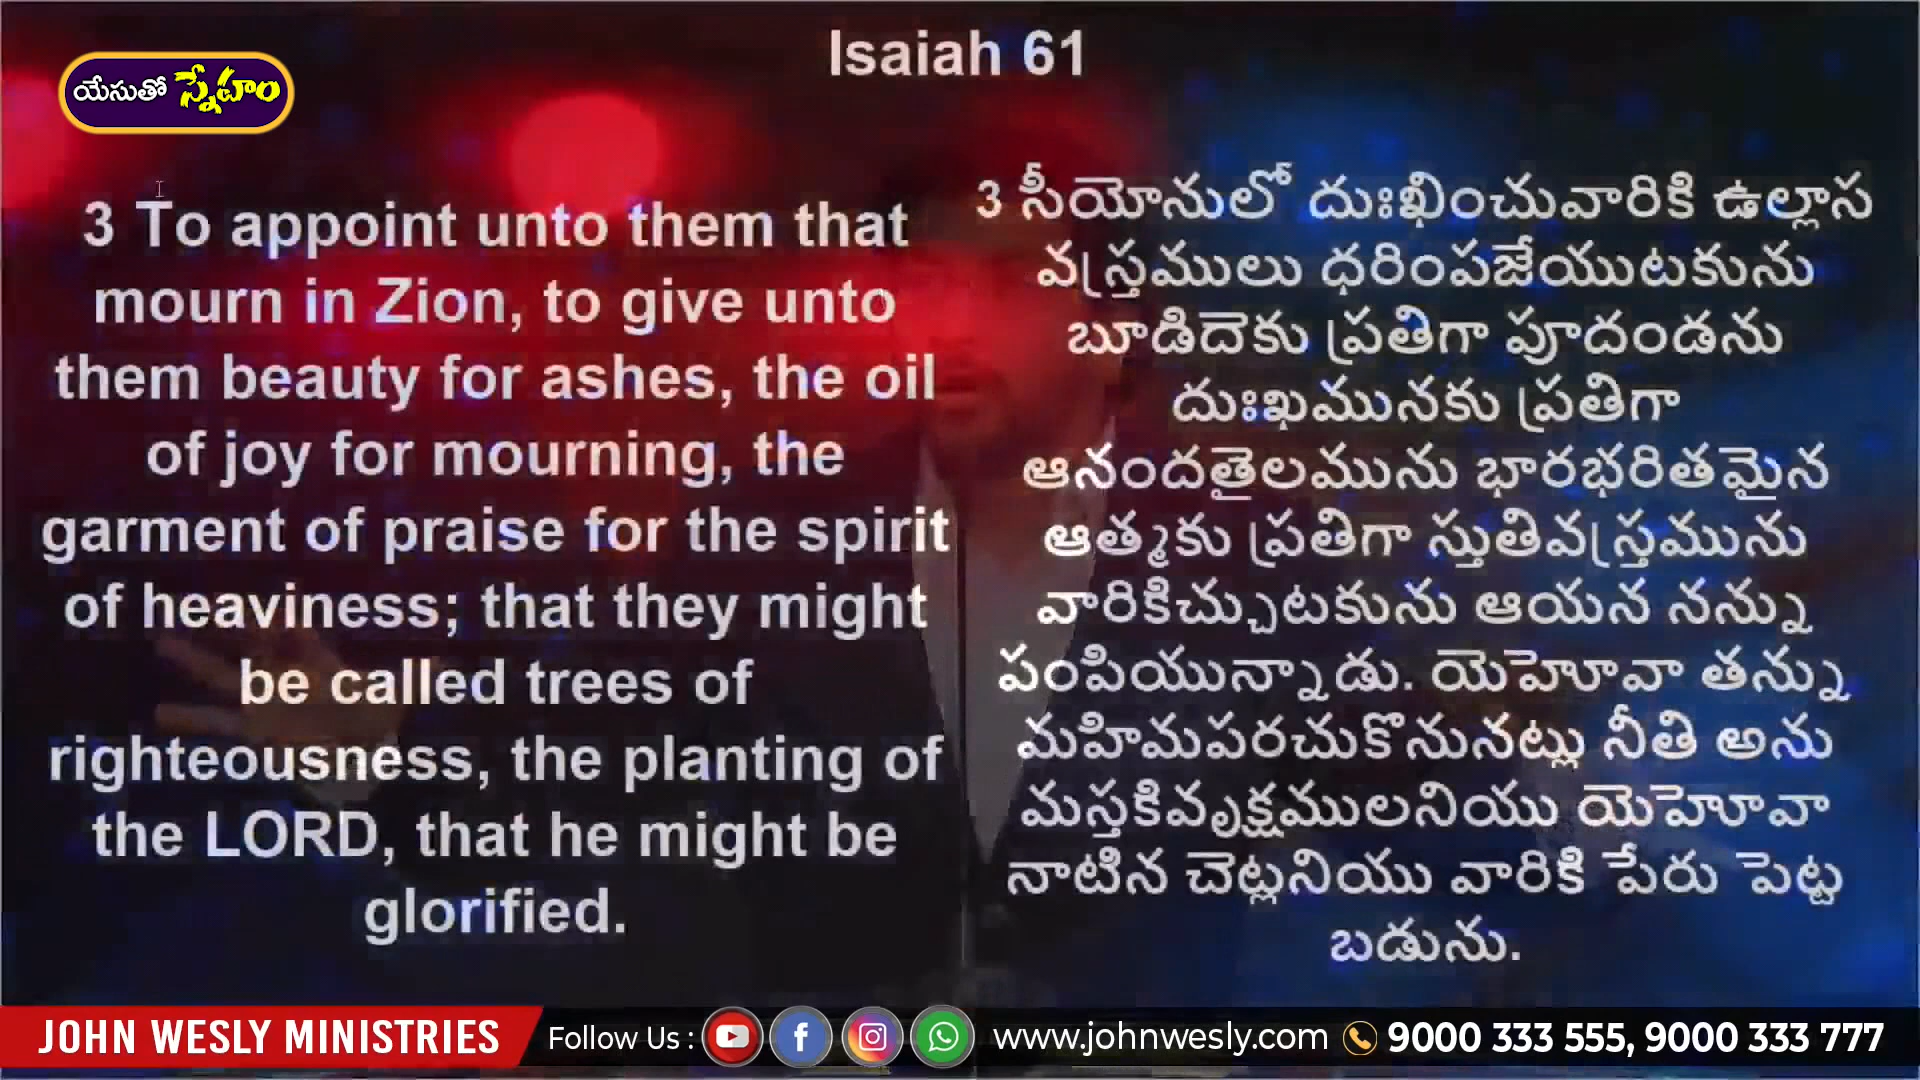 Isaiah 61
యేసుతో స్నేహం
3 To appoint unto them that
mourn in Zion, to give unto
them beauty for ashes, the oil
of joy for mourning, the
garment of praise for the spirit
of heaviness; that they might
be called trees of
righteousness, the planting of
the LORD, that he might be
glorified.
3 సీయోనులో దుఃఖించువారికి ఉల్లాస
వస్త్రములు ధరింపజేయుటకును
బూడిదెకు ప్రతిగా పూదండను
దుఃఖమునకు ప్రతిగా
ఆనందతైలమును భారభరితమైన
ఆత్మకు ప్రతిగా స్తుతివస్త్రమును
వారికిచ్చుటకును ఆయన నన్ను
పంపియున్నాడు. యెహోవా తన్ను
మహిమపరచుకొనునట్లు నీతి అను
మస్తకివృక్షములనియు యెహోవా
నాటిన చెట్లనియు వారికి పేరు పెట్ట
బడును.
JOHN WESLY MINISTRIES
Follow Us :
www.johnwesly.com
9000 333 555, 9000 333 777